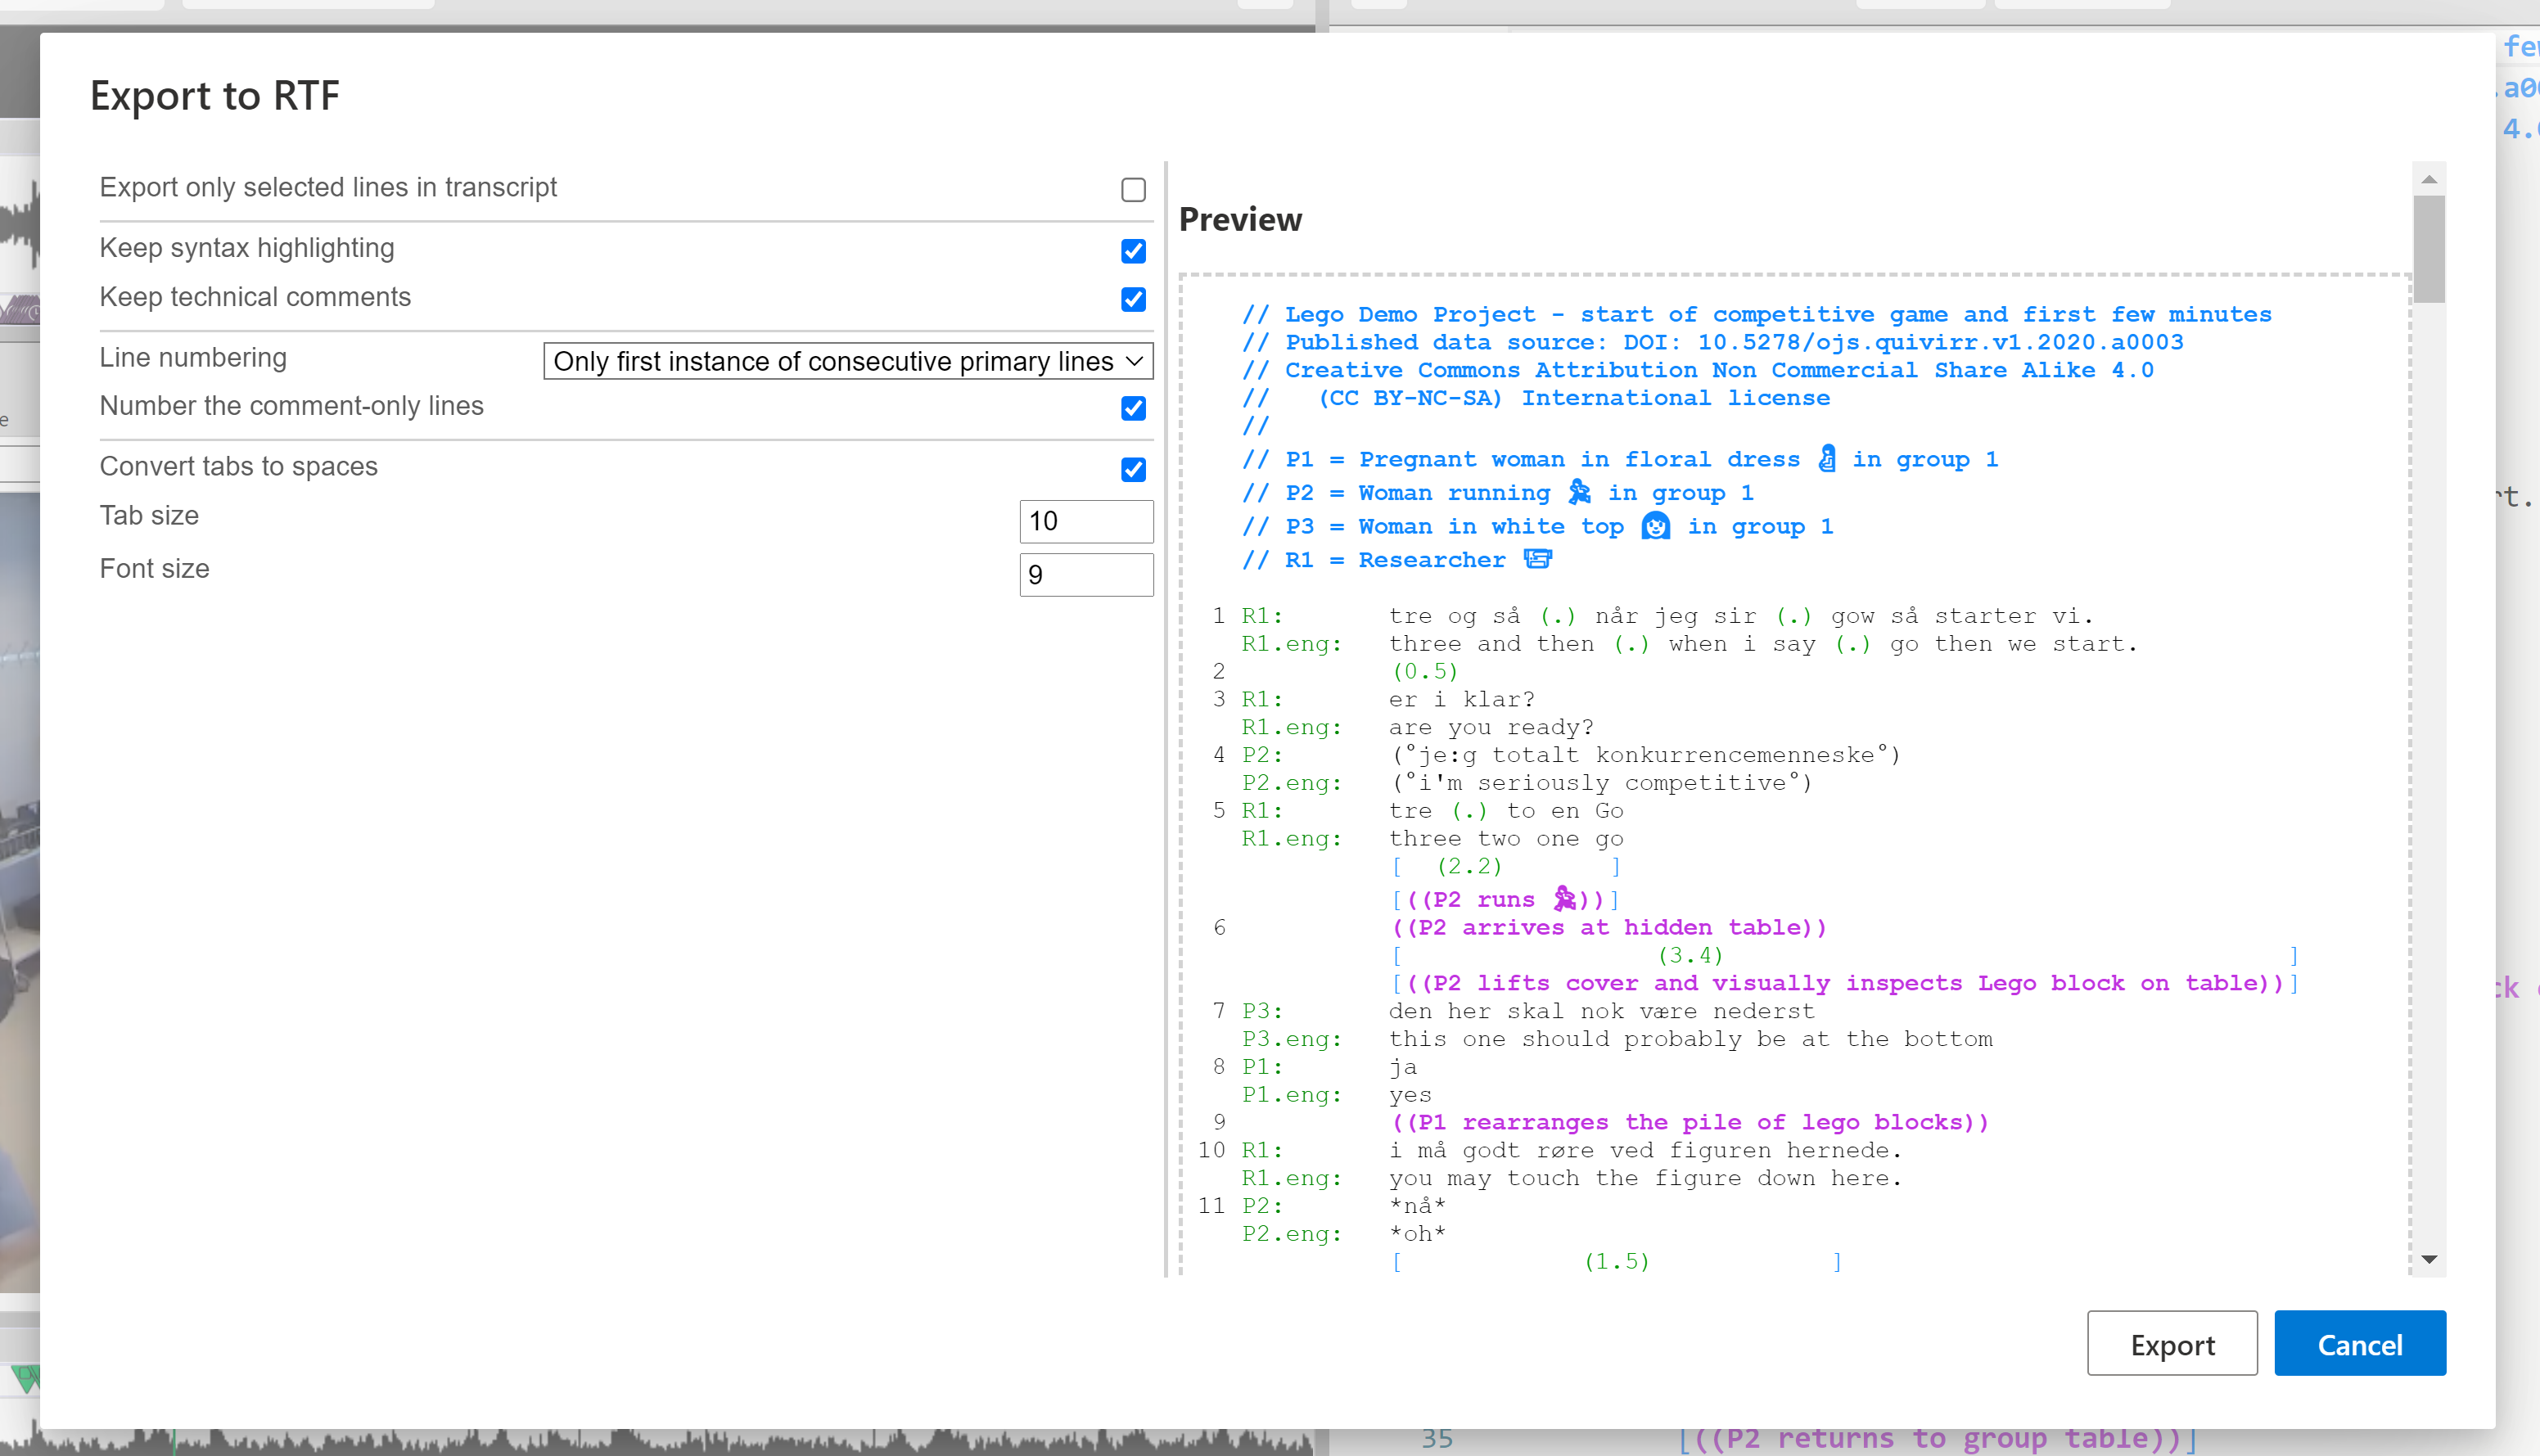 Export to RTF
Export only selected lines in transcript
Keep syntax highlighting
Keep technical comments
Line numbering Only first instance of consecutive primary lines
Number the comment-only lines
Convert tabs to spaces
Tab size 10
Font size 9
Preview
// Lego Demo Project - start of competitive game and first few minutes
// Published data source: DOI: 10.5278/ojs.quivirr.v1.2020.a0003
// Creative Commons Attribution Non Commercial Share Alike 4.0
//   (CC BY-NC-SA) International license
//
// P1 = Pregnant woman in floral dress 🤰 in group 1
// P2 = Woman running 🏃 in group 1
// P3 = Woman in white top 👩 in group 1
// R1 = Researcher
1 R1:       tre og så (.) når jeg sir (.) gow så starter vi.
R1.eng:   three and then (.) when i say (.) go then we start.
2           (0.5)
3 R1:       er i klar?
R1.eng:   are you ready?
4 P2:       (°je:g totalt konkurrencemenneske°)
P2.eng:   (°i'm seriously competitive°)
5 R1:       tre (.) to en Go
R1.eng:   three two one go
[  (2.2)       ]
[((P2 runs 🏃))]
6           ((P2 arrives at hidden table))
[                 (3.4)                                      ]
[((P2 lifts cover and visually inspects Lego block on table))]
7 P3:       den her skal nok være nederst
P3.eng:   this one should probably be at the bottom
8 P1:       ja
P1.eng:   yes
9           ((P1 rearranges the pile of lego blocks))
10 R1:       i må godt røre ved figuren hernede.
R1.eng:   you may touch the figure down here.
11 P2:       *nå*
P2.eng:   *oh*
[            (1.5)            ]
Export
Cancel
35 [((P2 returns to group table))]